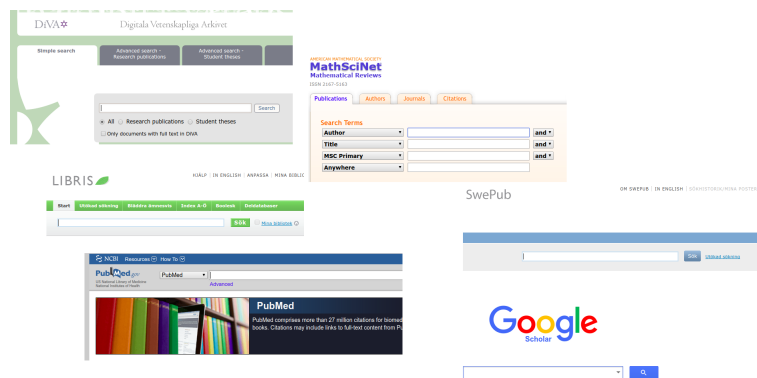 DiVA
Digitala Vetenskapliga Arkivet
Simple search
Advanced search -
Research publications
Advanced search -
Student theses
Search
All
Research publications
Student theses
Only documents with full text in DiVA
AMERICAN MATHEMATICAL SOCIETY
MathSciNet
Mathematical Reviews
ISSN 2167-5163
Publications
Authors
Journals
Citations
Search Terms
Author
and
Title
and
MSC Primary
and
Anywhere
LIBRIS
HJÄLP | IN ENGLISH | ANPASSA | MINA BIBLIO
Start
Utökad sökning
Bläddra ämnesvis
Index A-Ö
Boolesk
Deldatabaser
Sök
Mina bibliotek
SwePub
OM SWEPUB | IN ENGLISH | SÖKHISTORIK/MINA POSTER
Sök
Utökad sökning
NCBI
Resources
How To
PubMed.gov
US National Library of Medicine
National Institutes of Health
PubMed
Advanced
PubMed
PubMed comprises more than 27 million citations for biomed
books. Citations may include links to full-text content from Pu
Google
Scholar